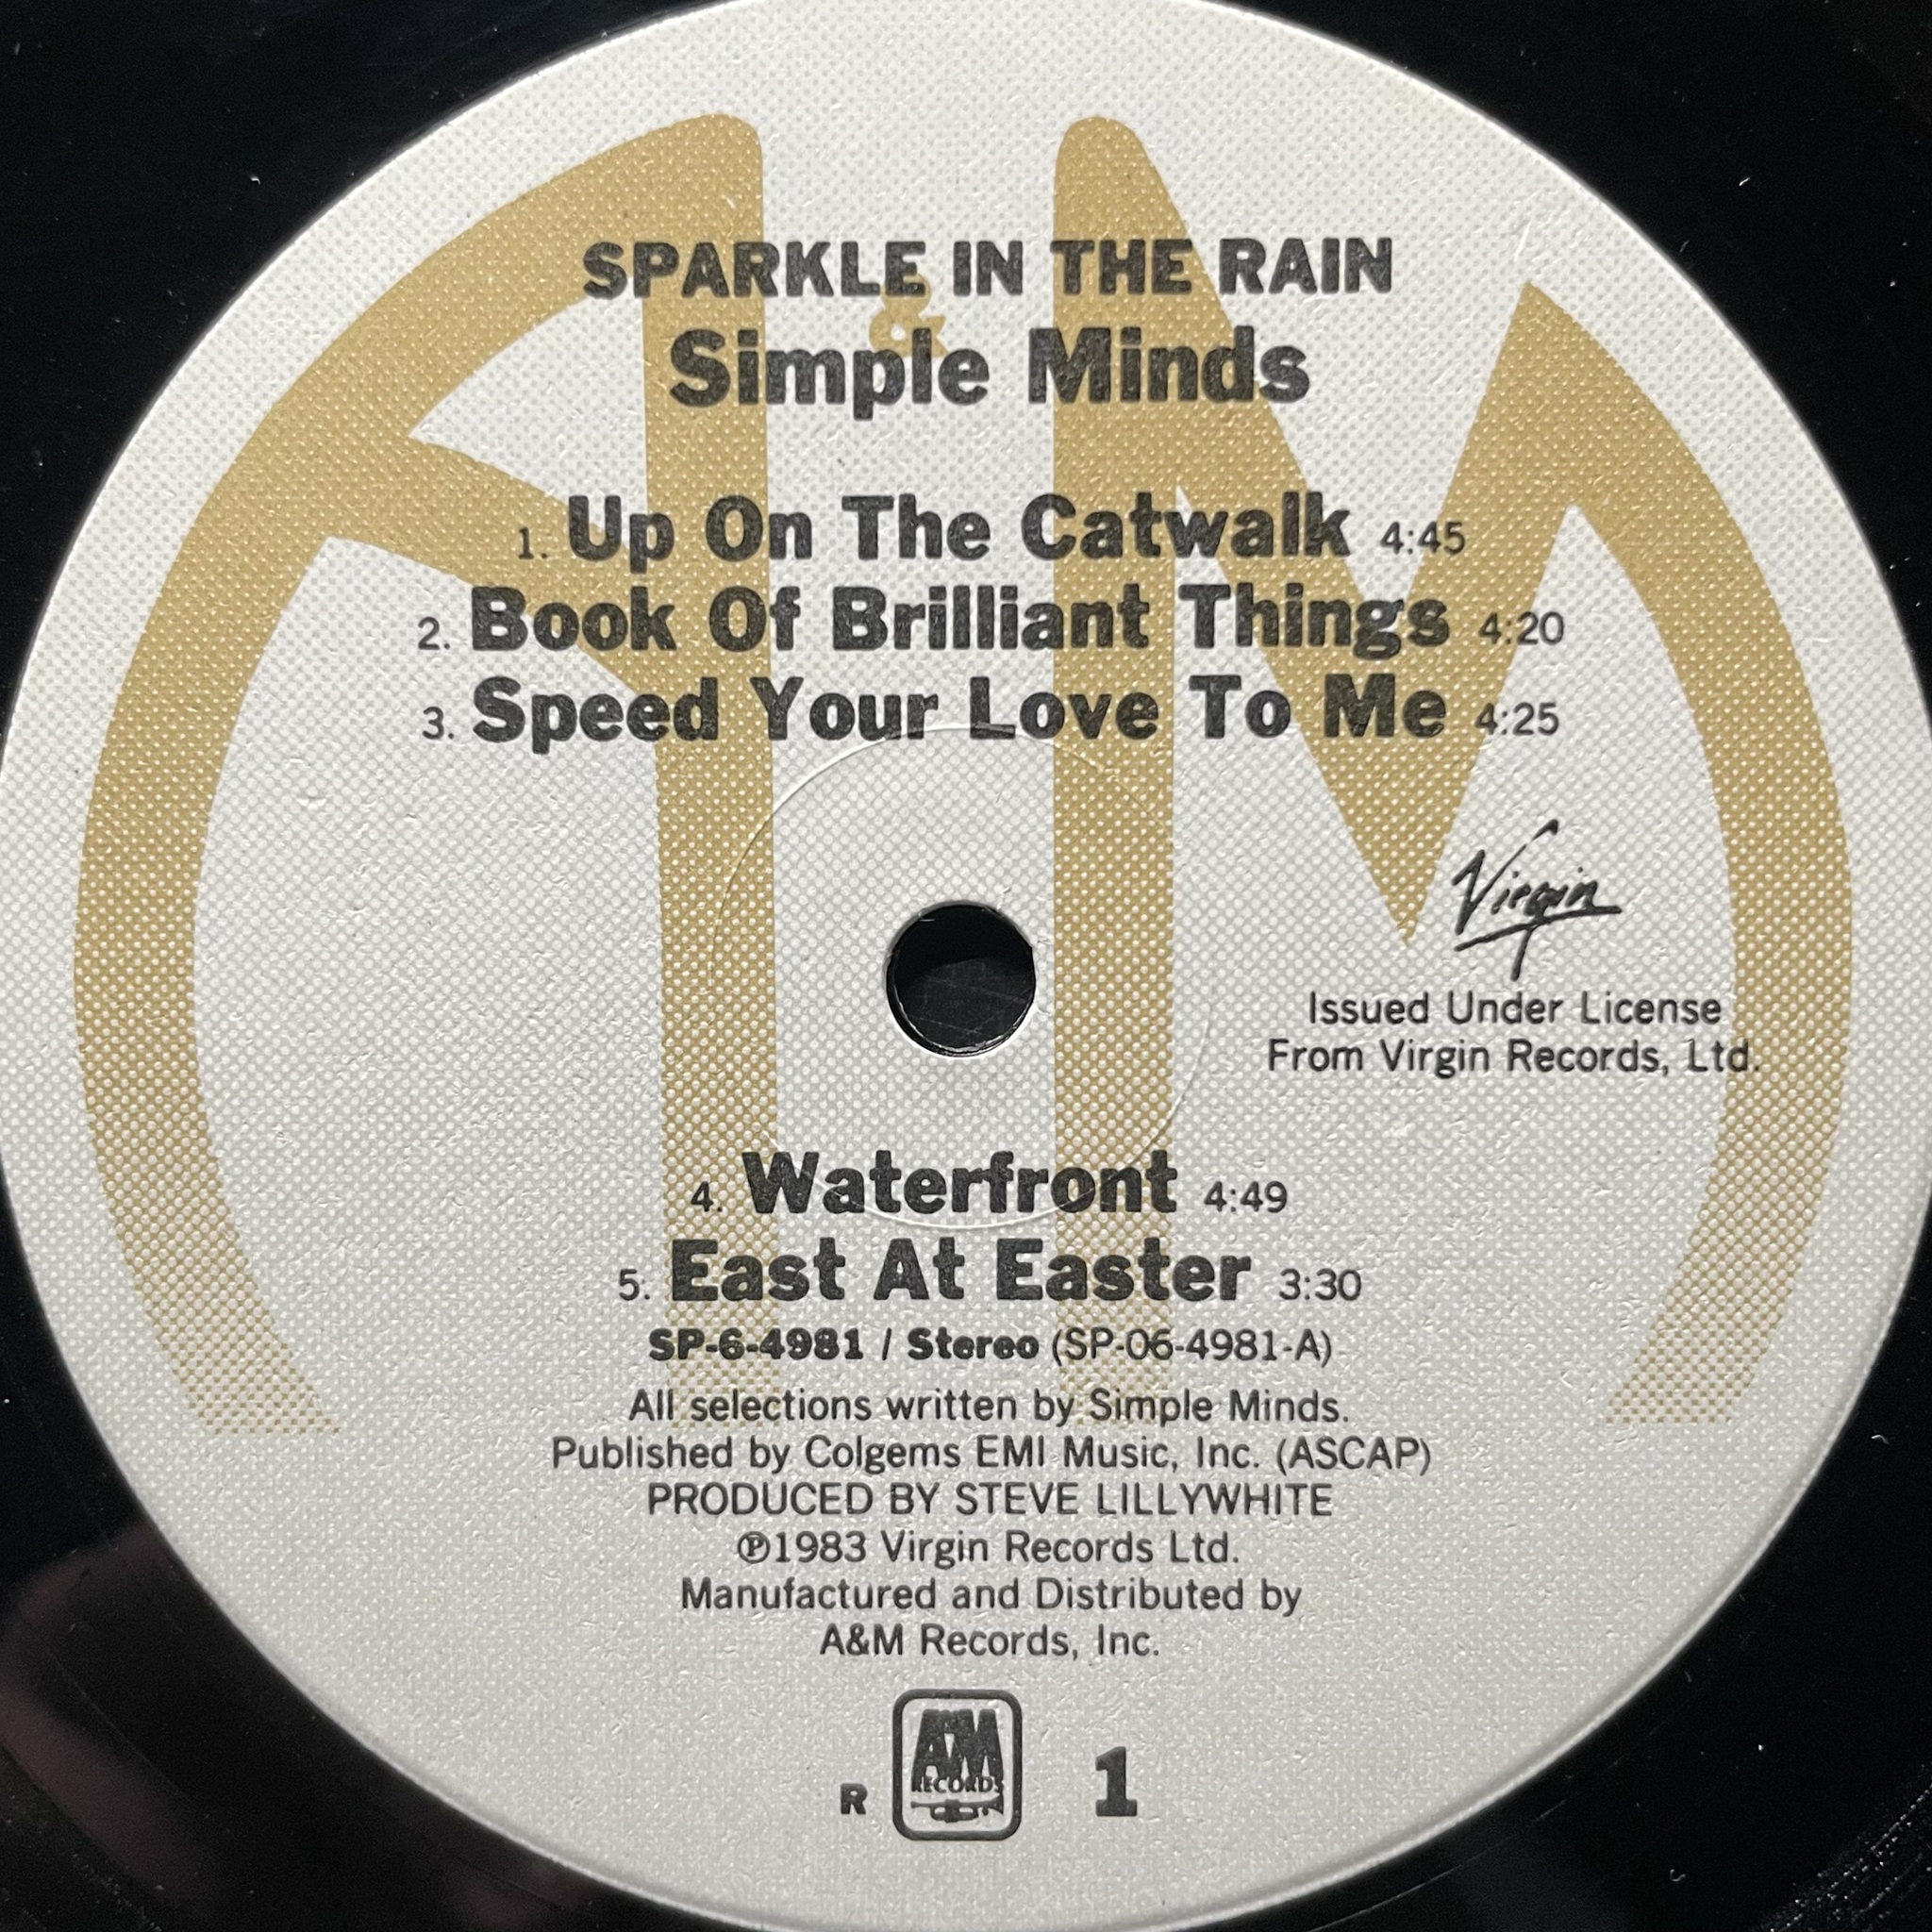 SPARKLE IN THE RAIN
&
Simple Minds
1. Up On The Catwalk 4:45
2. Book Of Brilliant Things 4:20
3. Speed Your Love To Me 4:25
Virgin
Issued Under License
From Virgin Records, Ltd.
4. Waterfront 4:49
5. East At Easter 3:30
SP-6-4981 / Stereo (SP-06-4981-A)
All selections written by Simple Minds.
Published by Colgems EMI Music, Inc. (ASCAP)
PRODUCED BY STEVE LILLYWHITE
℗1983 Virgin Records Ltd.
Manufactured and Distributed by
A&M Records, Inc.
A&M
RECORDS
R 1